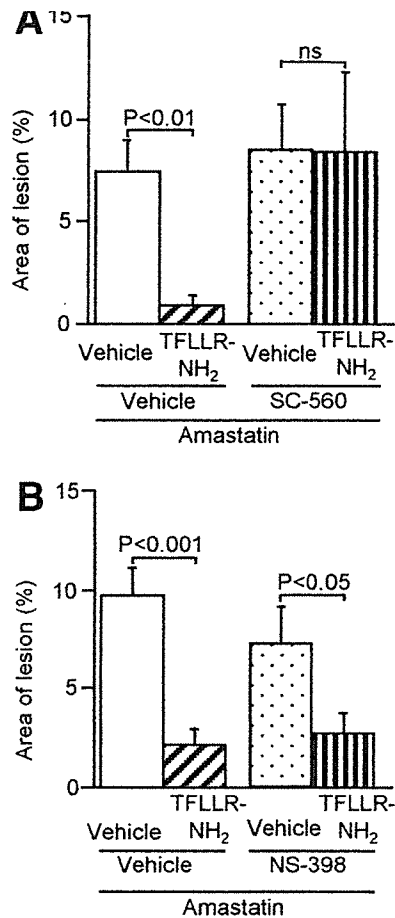 A
15
10
5
0
Area of lesion (%)
P<0.01
ns
Vehicle TFLLR-NH2 Vehicle TFLLR-NH2
Vehicle SC-560
Amastatin
B
15
10
5
0
Area of lesion (%)
P<0.001
P<0.05
Vehicle TFLLR-NH2 Vehicle TFLLR-NH2
Vehicle NS-398
Amastatin